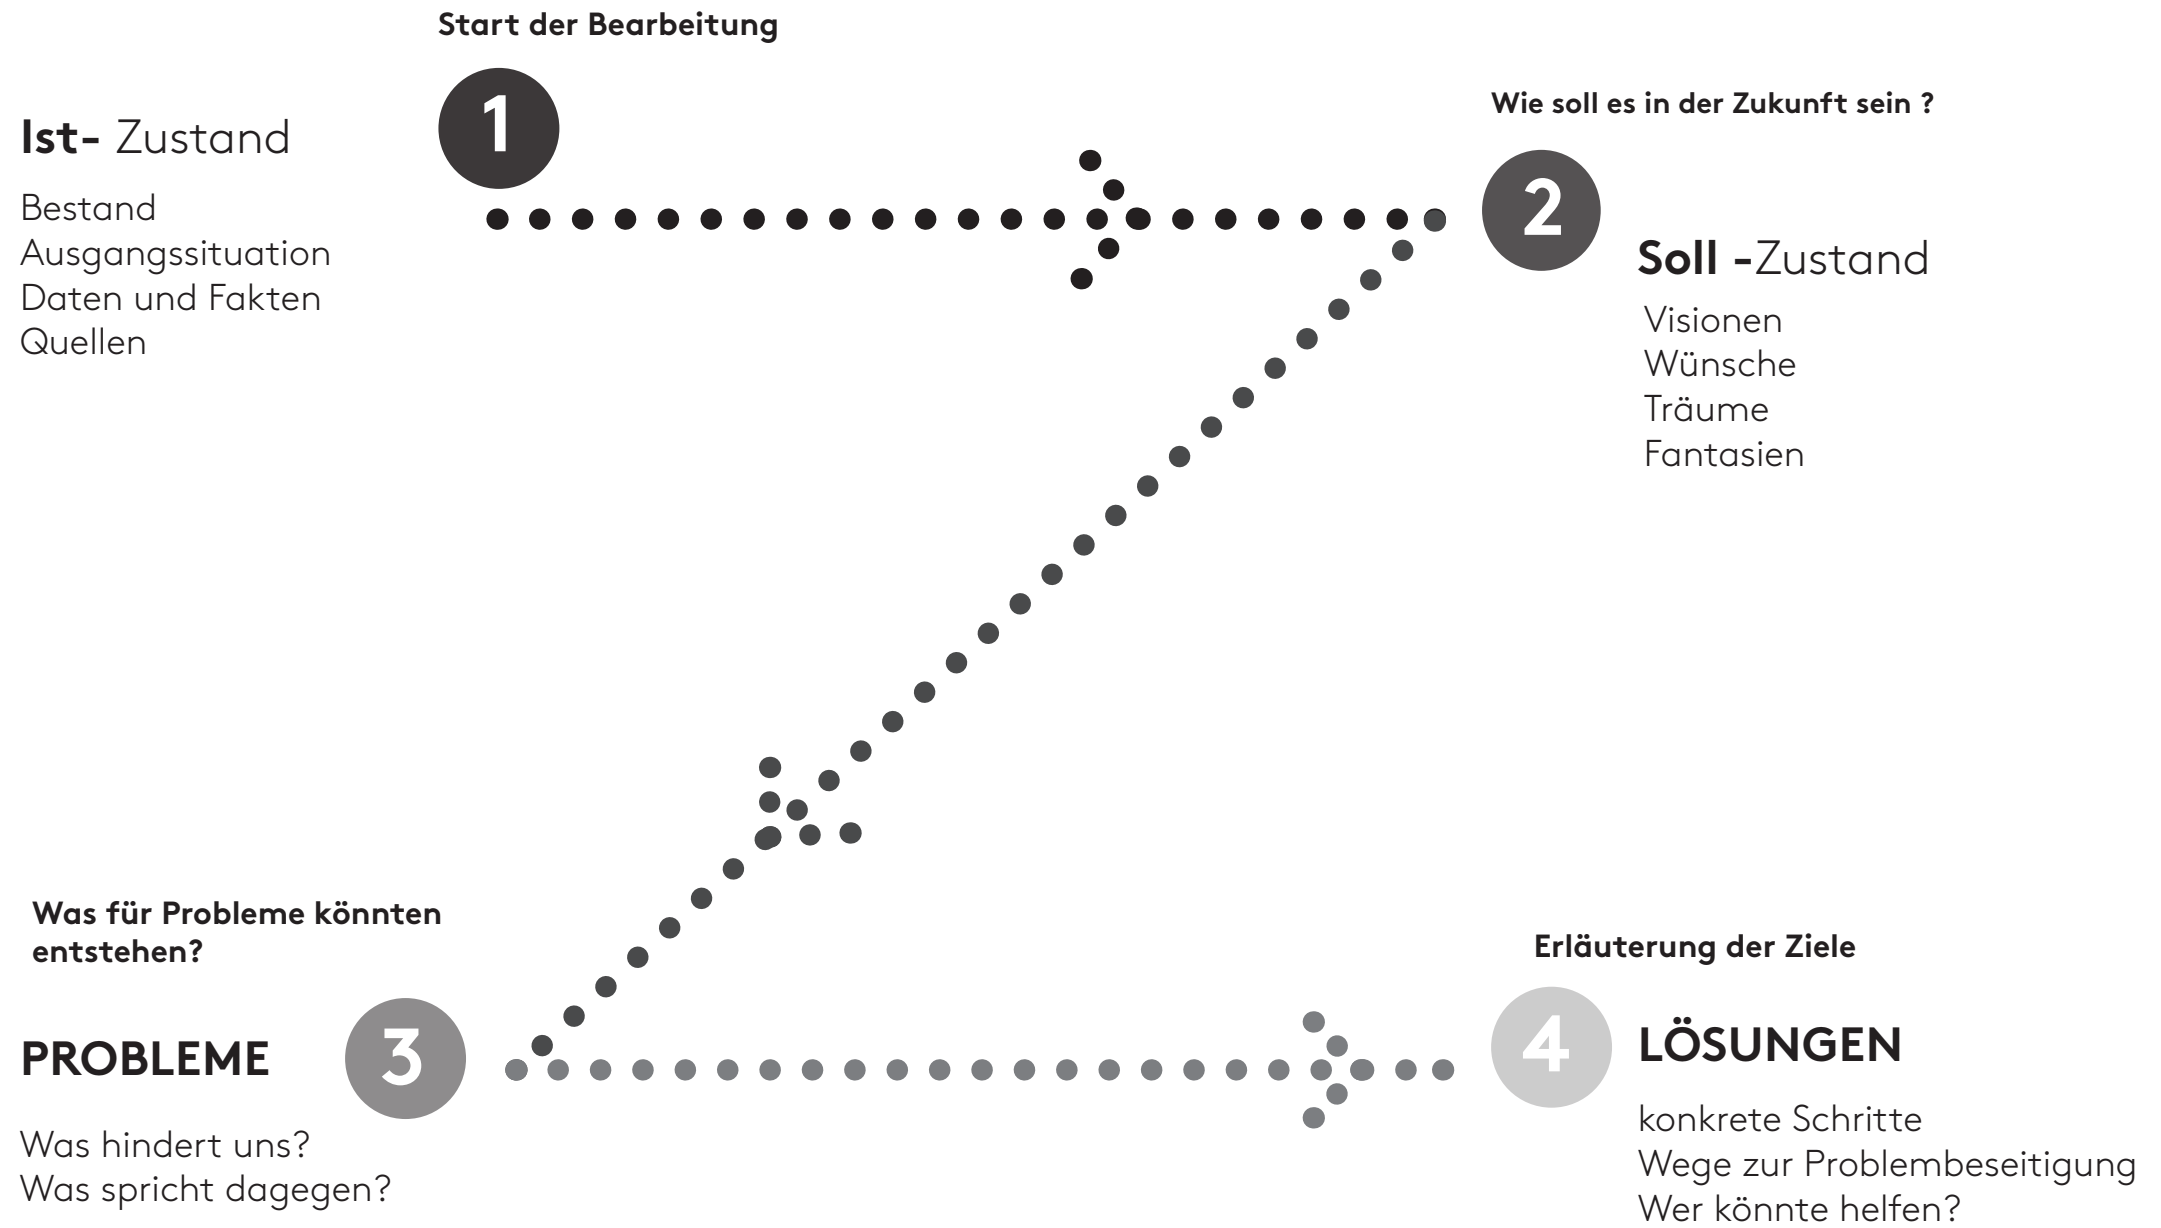 Start der Bearbeitung
1
Ist- Zustand
Bestand
Ausgangssituation
Daten und Fakten
Quellen
Wie soll es in der Zukunft sein ?
2
Soll -Zustand
Visionen
Wünsche
Träume
Fantasien
Was für Probleme könnten
entstehen?
PROBLEME
3
Was hindert uns?
Was spricht dagegen?
Erläuterung der Ziele
4
LÖSUNGEN
konkrete Schritte
Wege zur Problembeseitigung
Wer könnte helfen?